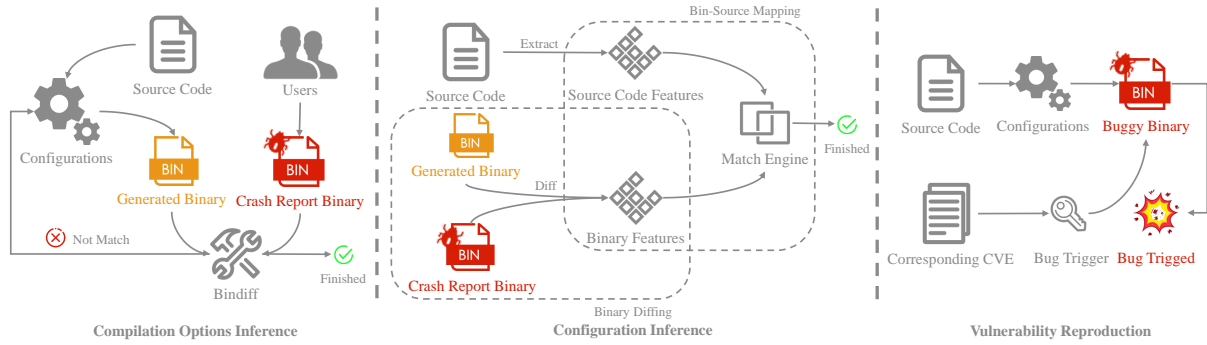 Source Code
Users
Configurations
BIN
Generated Binary
BIN
Crash Report Binary
Not Match
Bindiff
Finished
Compilation Options Inference
Bin-Source Mapping
Extract
Source Code
Source Code Features
BIN
Generated Binary
Diff
Match Engine
Finished
Binary Features
BIN
Crash Report Binary
Binary Diffing
Configuration Inference
Source Code
Configurations
BIN
Buggy Binary
Corresponding CVE
Bug Trigger
Bug Trigged
Vulnerability Reproduction